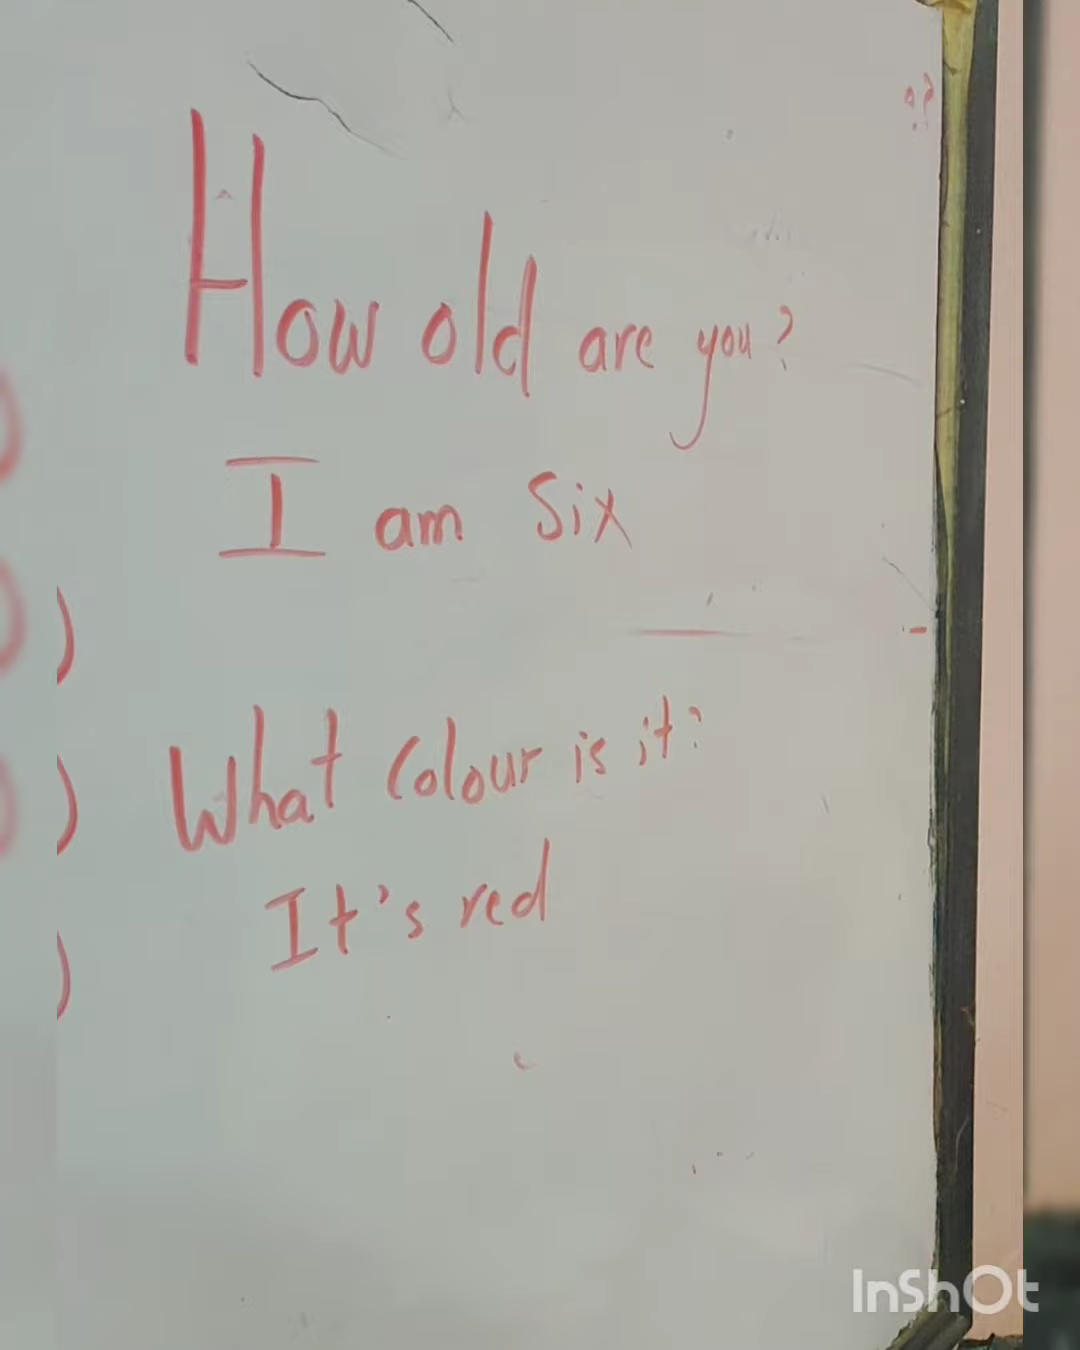 How old are you?
I am Six
What Colour is it?
It's red
InShOt